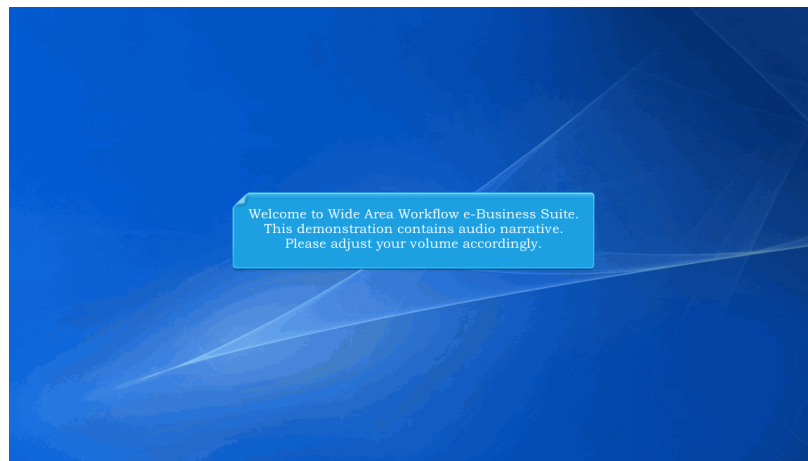 Welcome to Wide Area Workflow e-Business Suite.
This demonstration contains audio narrative.
Please adjust your volume accordingly.